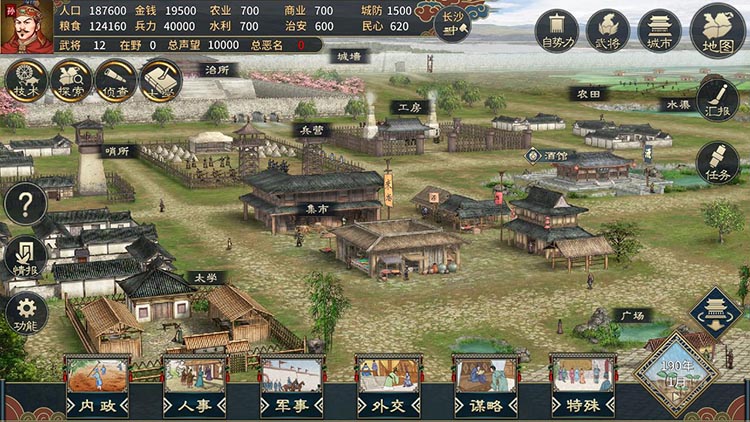 孙
人口 187600 金钱 19500 农业 700 商业 700 城防 1500
粮食 124160 兵力 40000 水利 700 治安 600 民心 620
武将 12 在野 0 总声望 10000 总恶名 0
长沙
自势力
武将
城市
地图
技术
探索
侦查
城墙
治所
农田
水渠
汇报
工房
兵营
哨所
酒馆
任务
集市
酒
?
情报
太学
功能
广场
190年
1月
内政
人事
军事
外交
谋略
特殊